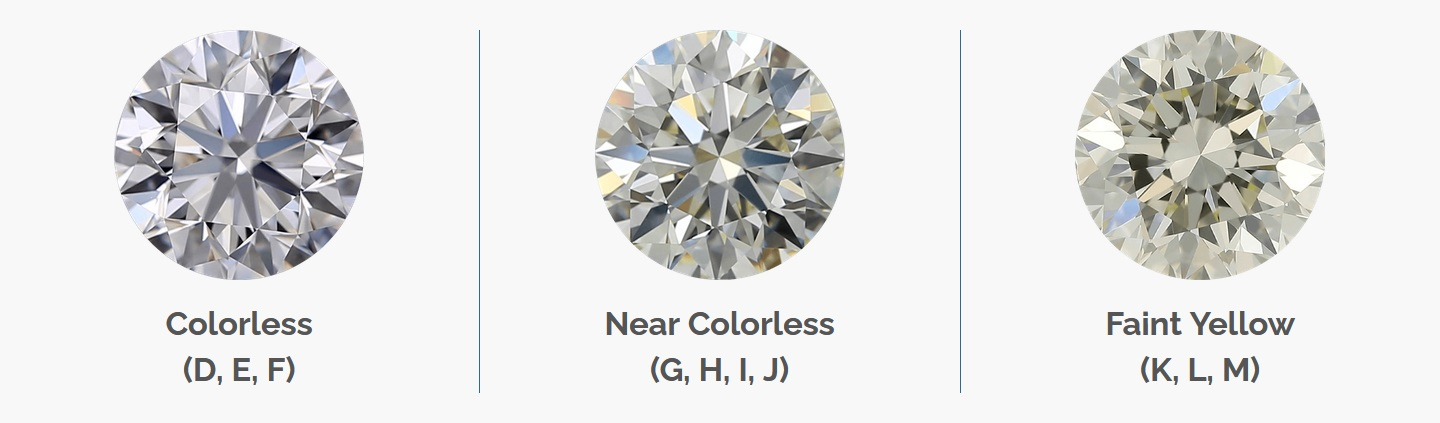 Colorless
(D, E, F)
Near Colorless
(G, H, I, J)
Faint Yellow
(K, L, M)